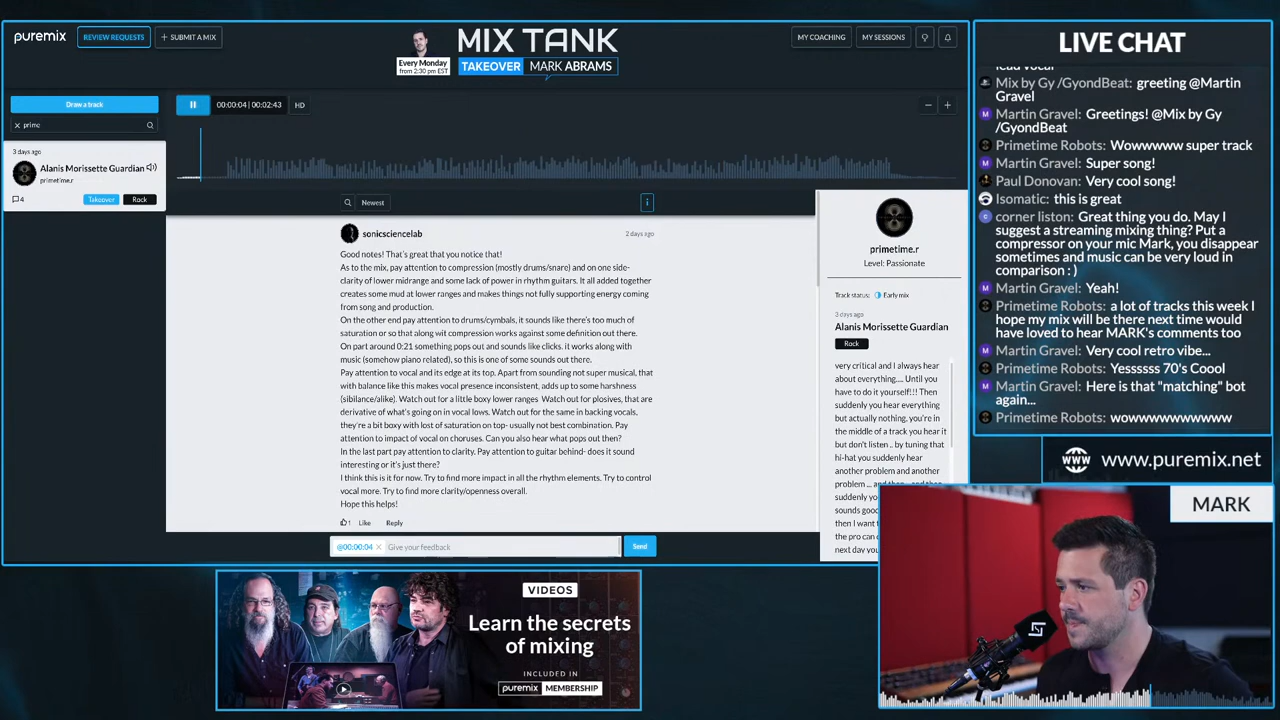 puremix
REVIEW REQUESTS
+ SUBMIT A MIX
Every Monday
from 2:30 pm EST
MIX TANK
TAKEOVER MARK ABRAMS
MY COACHING
MY SESSIONS
Draw a track
× prime
3 days ago
Alanis Morissette Guardian
primetime.r
4
Takeover
Rock
00:00:04 | 00:02:43
HD
Newest
i
sonicsciencelab
2 days ago
Good notes! That's great that you notice that!
As to the mix, pay attention to compression (mostly drums/snare) and on one side-
clarity of lower midrange and some lack of power in rhythm guitars. It all added together
creates some mud at lower ranges and makes things not fully supporting energy coming
from song and production.
On the other end pay attention to drums/cymbals, it sounds like there's too much of
saturation or so that along wit compression works against some definition out there.
On part around 0:21 something pops out and sounds like clicks. it works along with
music (somehow piano related), so this is one of some sounds out there.
Pay attention to vocal and its edge at its top. Apart from sounding not super musical, that
with balance like this makes vocal presence inconsistent, adds up to some harshness
(sibilance/alike). Watch out for a little boxy lower ranges  Watch out for plosives, that are
derivative of what's going on in vocal lows. Watch out for the same in backing vocals,
they're a bit boxy with lost of saturation on top- usually not best combination. Pay
attention to impact of vocal on choruses. Can you also hear what pops out then?
In the last part pay attention to clarity. Pay attention to guitar behind- does it sound
interesting or it's just there?
I think this is it for now. Try to find more impact in all the rhythm elements. Try to control
vocal more. Try to find more clarity/openness overall.
Hope this helps!
1 Like Reply
@00:00:04 × Give your feedback
Send
primetime.r
Level: Passionate
Track status: Early mix
3 days ago
Alanis Morissette Guardian
Rock
very critical and I always hear
about everything.... Until you
have to do it yourself!!! Then
suddenly you hear everything
but actually nothing, you're in
the middle of a track you hear it
but don't listen .. by tuning that
hi-hat you suddenly hear
another problem and another
problem ... and then... and then
suddenly you
sounds good
then I want t
the pro can d
next day you
LIVE CHAT
lead vocal
Mix by Gy /GyondBeat: greeting @Martin
Gravel
Martin Gravel: Greetings! @Mix by Gy
/GyondBeat
Primetime Robots: Wowwwww super track
Martin Gravel: Super song!
Paul Donovan: Very cool song!
Isomatic: this is great
corner liston: Great thing you do. May I
suggest a streaming mixing thing? Put a
compressor on your mic Mark, you disappear
sometimes and music can be very loud in
comparison : )
Martin Gravel: Yeah!
Primetime Robots: a lot of tracks this week I
hope my mix will be there next time would
have loved to hear MARK's comments too
Martin Gravel: Very cool retro vibe...
Primetime Robots: Yessssss 70's Coool
Martin Gravel: Here is that "matching" bot
again...
Primetime Robots: wowwwwwwwwww
WWW www.puremix.net
MARK
VIDEOS
Learn the secrets
of mixing
INCLUDED IN
puremix MEMBERSHIP